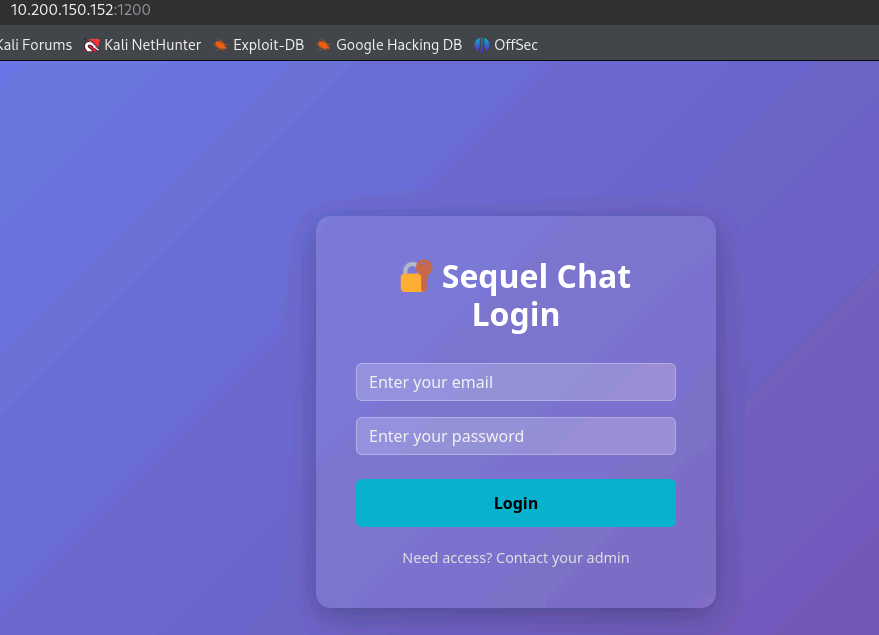 10.200.150.152:1200
Kali Forums Kali NetHunter Exploit-DB Google Hacking DB OffSec
Sequel Chat
Login
Enter your email
Enter your password
Login
Need access? Contact your admin